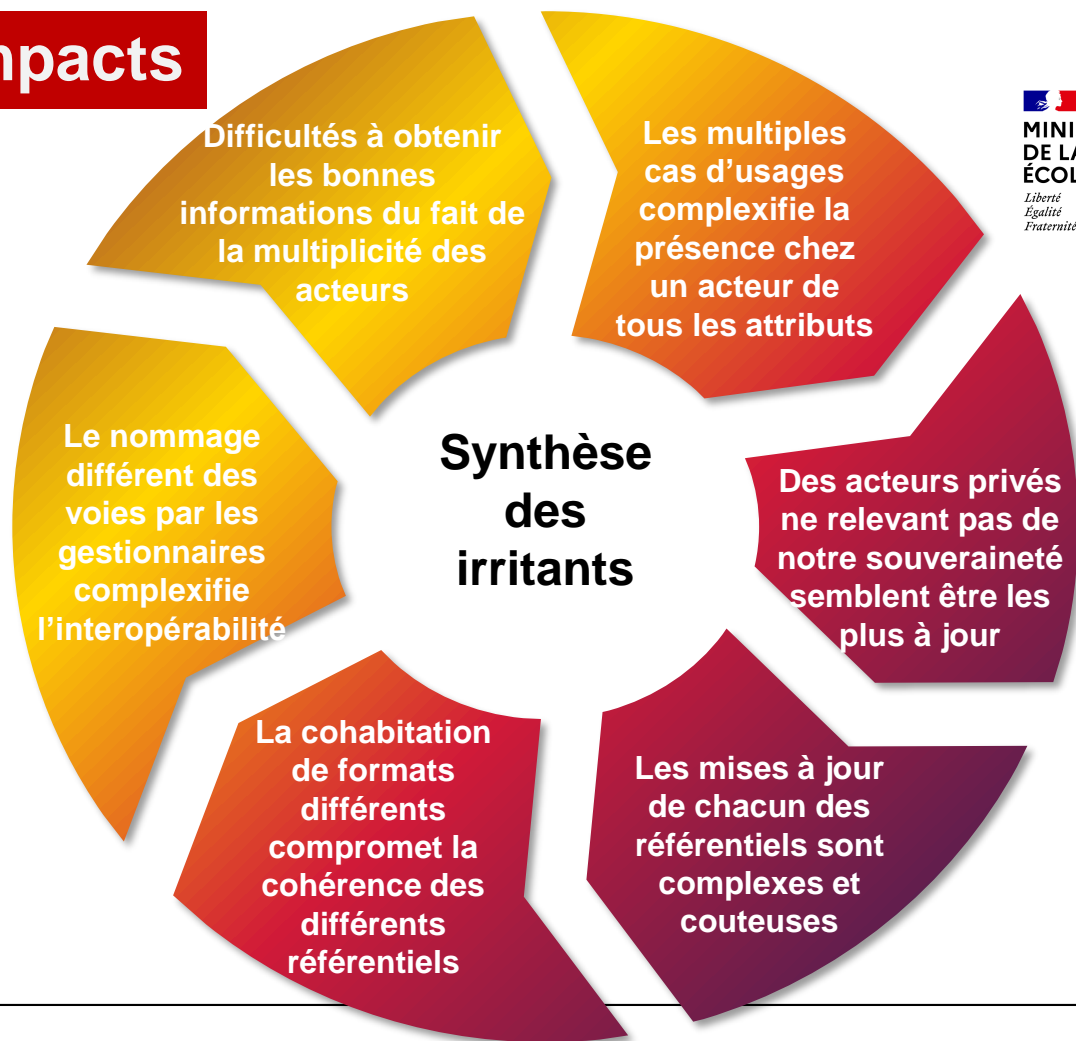 mpacts
MINI
DE LA
ÉCOL
Liberté
Égalité
Fraternité
Difficultés à obtenir
les bonnes
informations du fait de
la multiplicité des
acteurs
Les multiples
cas d’usages
complexifie la
présence chez
un acteur de
tous les attributs
Des acteurs privés
ne relevant pas de
notre souveraineté
semblent être les
plus à jour
Les mises à jour
de chacun des
référentiels sont
complexes et
couteuses
La cohabitation
de formats
différents
compromet la
cohérence des
différents
référentiels
Le nommage
différent des
voies par les
gestionnaires
complexifie
l’interopérabilité
Synthèse
des
irritants